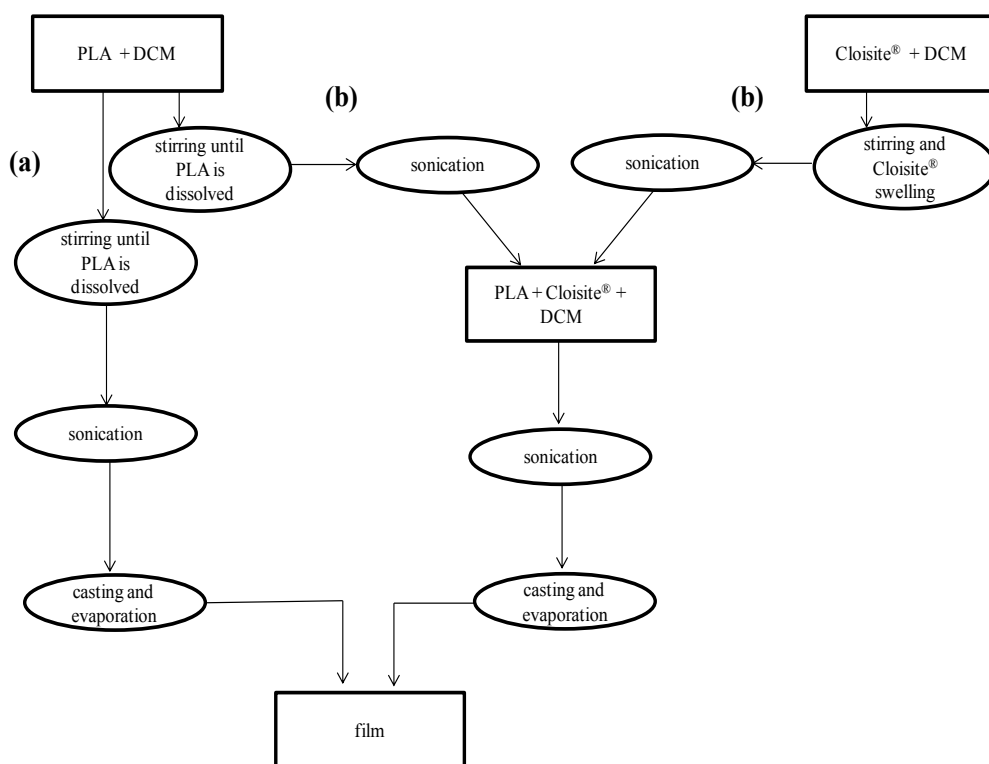 PLA + DCM
Cloisite® + DCM
(b)
(b)
(a)
stirring until
PLA is
dissolved
sonication
sonication
stirring and
Cloisite®
swelling
stirring until
PLA is
dissolved
PLA + Cloisite® +
DCM
sonication
sonication
casting and
evaporation
casting and
evaporation
film